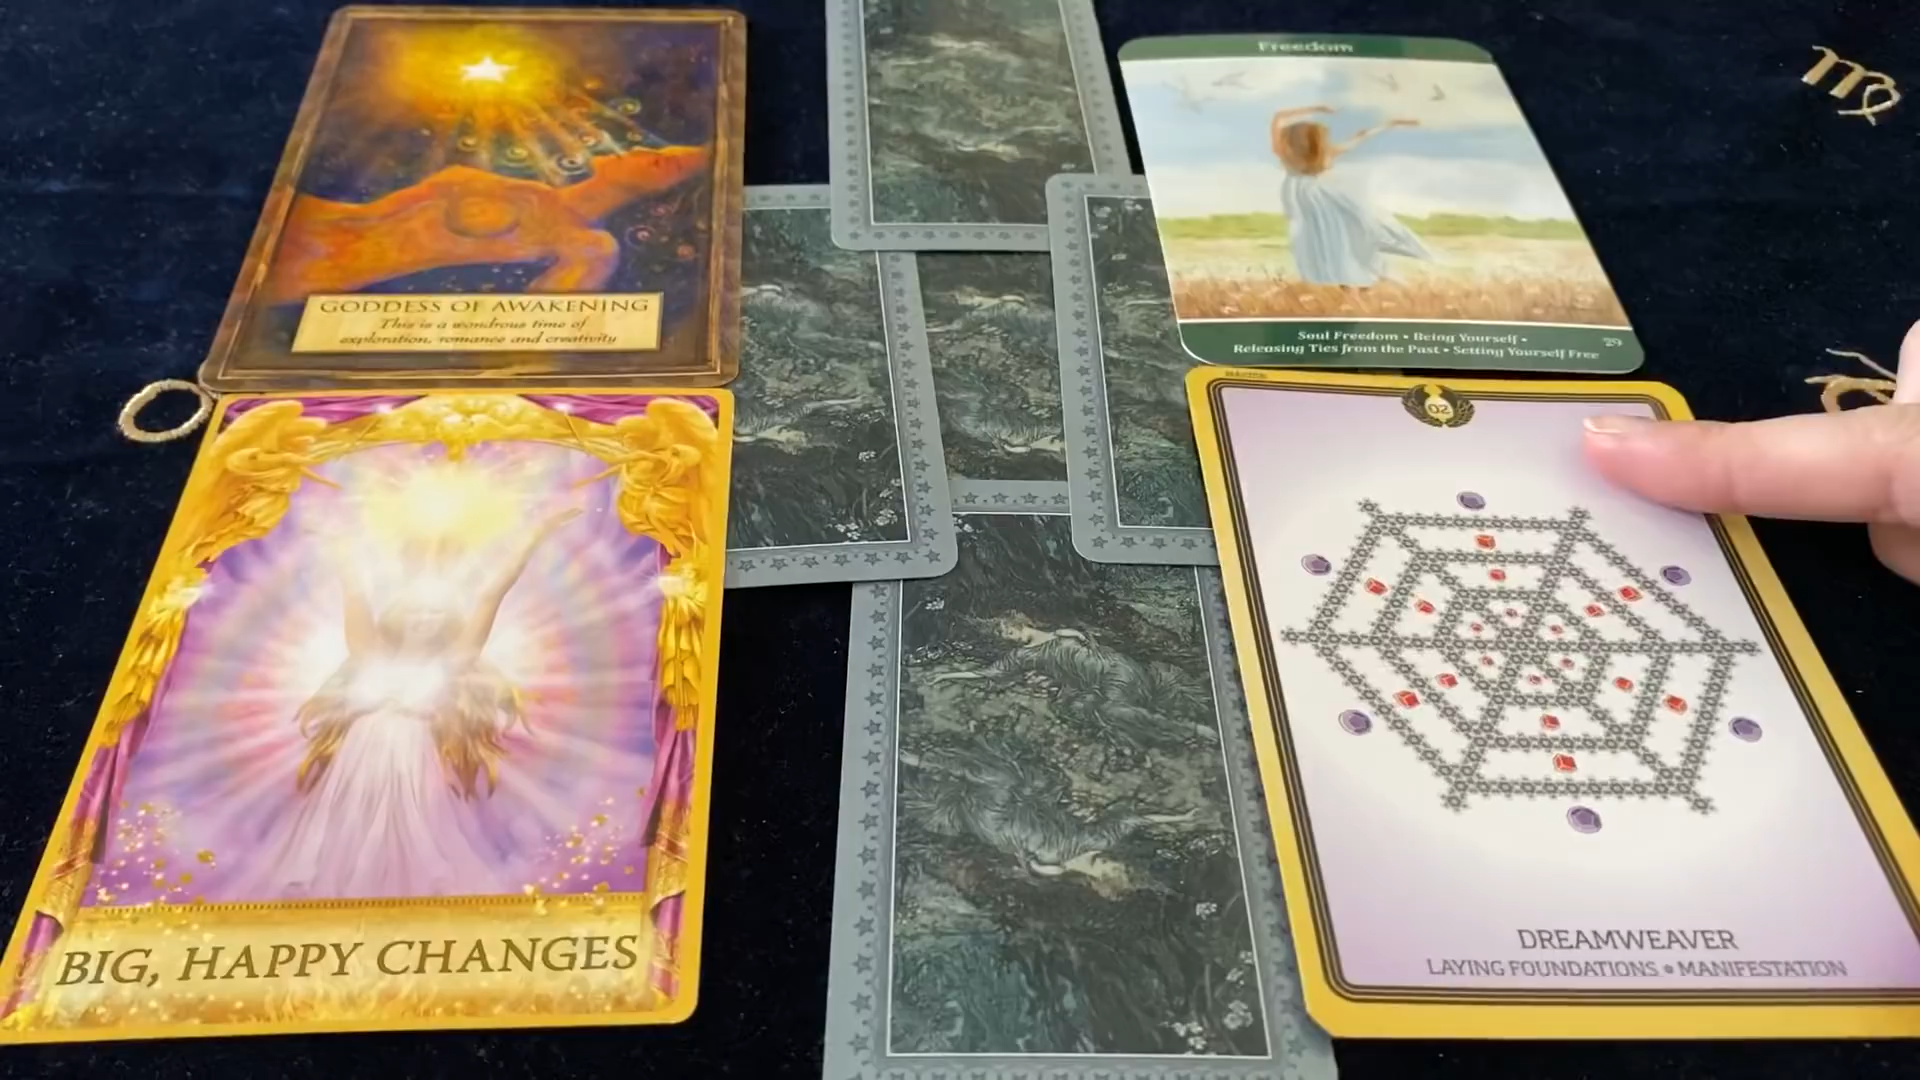 GODDESS OF AWAKENING
This is a wondrous time of
exploration, romance and creativity
Freedom
Soul Freedom • Being Yourself •
Releasing Ties from the Past • Setting Yourself Free
29
BIG, HAPPY CHANGES
02
DREAMWEAVER
LAYING FOUNDATIONS • MANIFESTATION